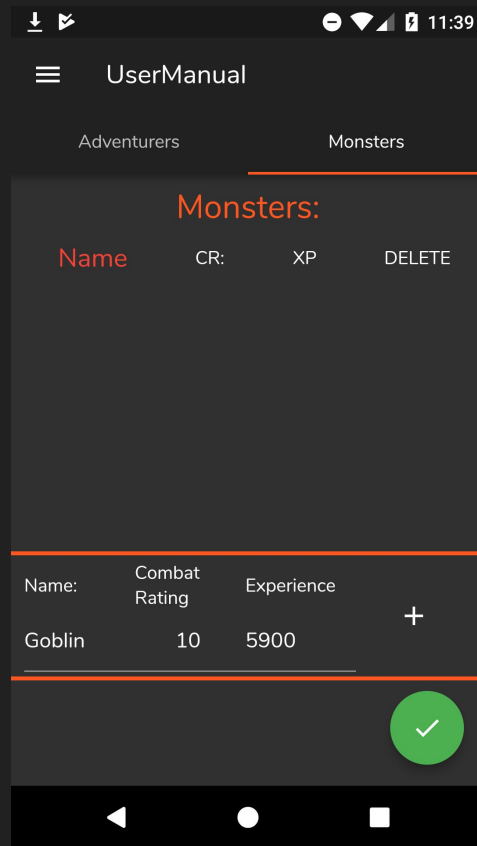 11:39
UserManual
Adventurers Monsters
Monsters:
Name CR: XP DELETE
Name: Combat Rating Experience
Goblin 10 5900